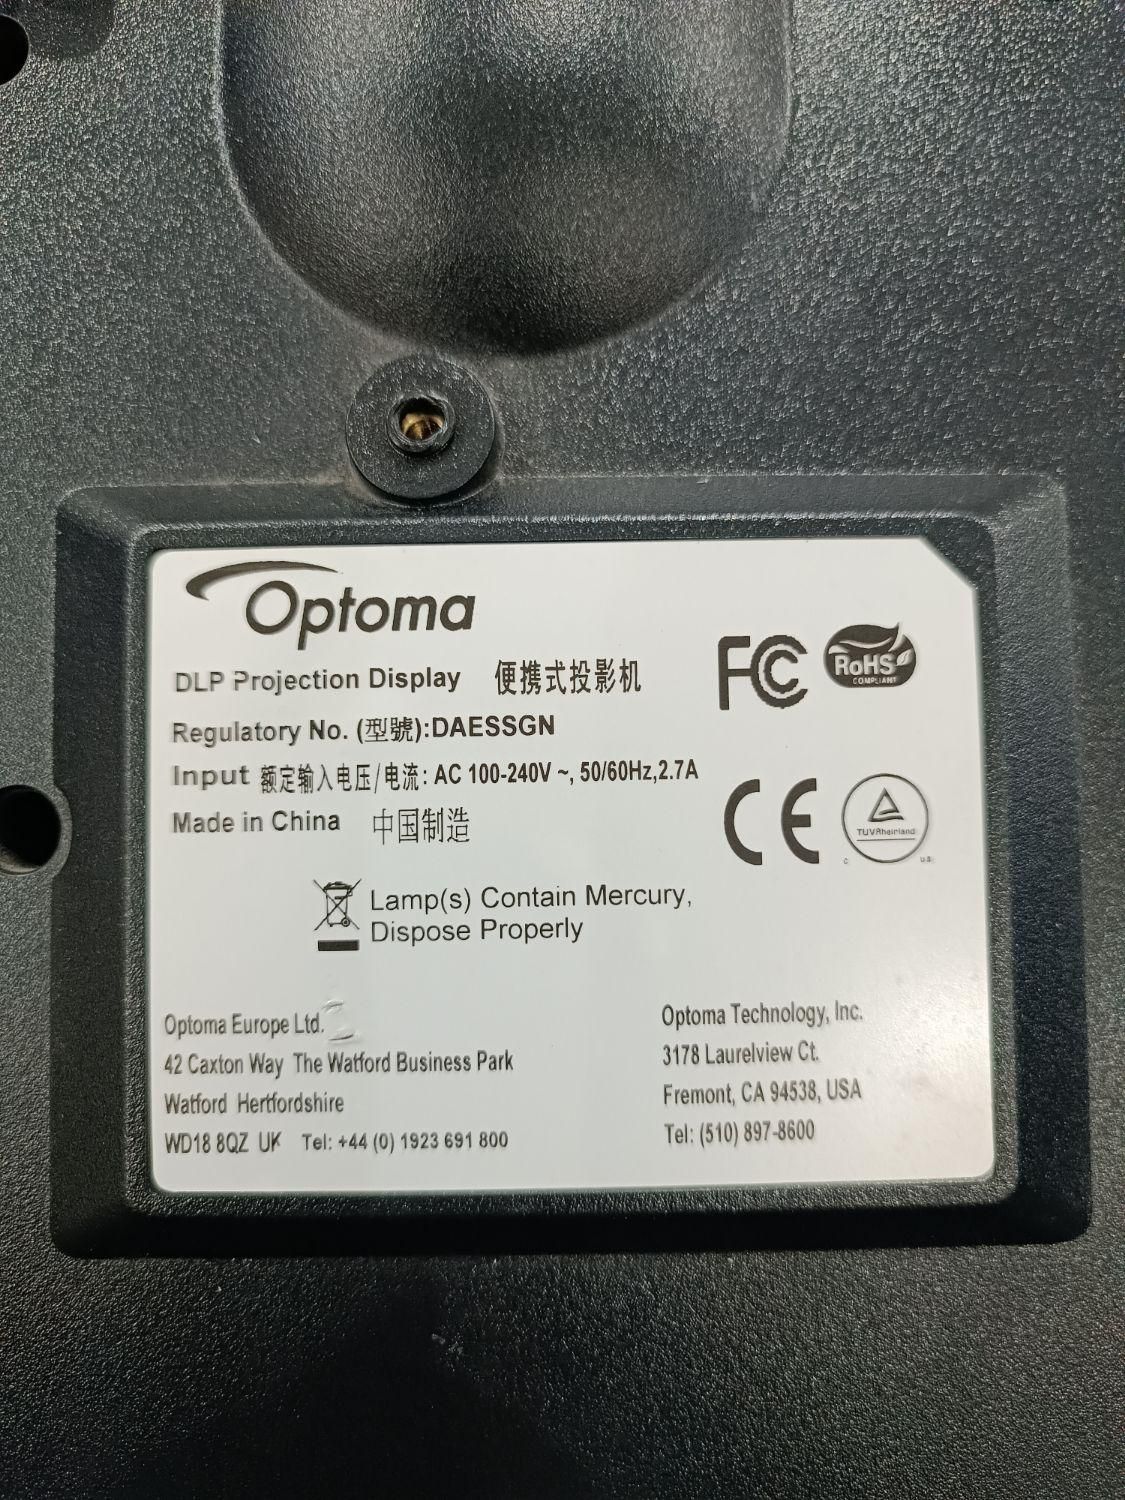 Optoma
DLP Projection Display 便携式投影机
Regulatory No. (型號):DAESSGN
Input 额定输入电压/电流: AC 100-240V ~, 50/60Hz,2.7A
Made in China 中国制造
FC
RoHS
COMPLIANT
CE
TUVRheinland
C US
Lamp(s) Contain Mercury,
Dispose Properly
Optoma Europe Ltd.
42 Caxton Way The Watford Business Park
Watford Hertfordshire
WD18 8QZ UK Tel: +44 (0) 1923 691 800
Optoma Technology, Inc.
3178 Laurelview Ct.
Fremont, CA 94538, USA
Tel: (510) 897-8600